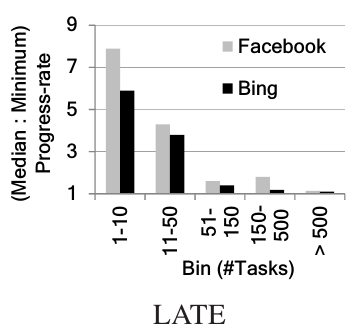 (Median : Minimum)
Progress-rate
9
7
5
3
1
Facebook
Bing
1-10
11-50
51-
150
150-
500
> 500
Bin (#Tasks)
LATE